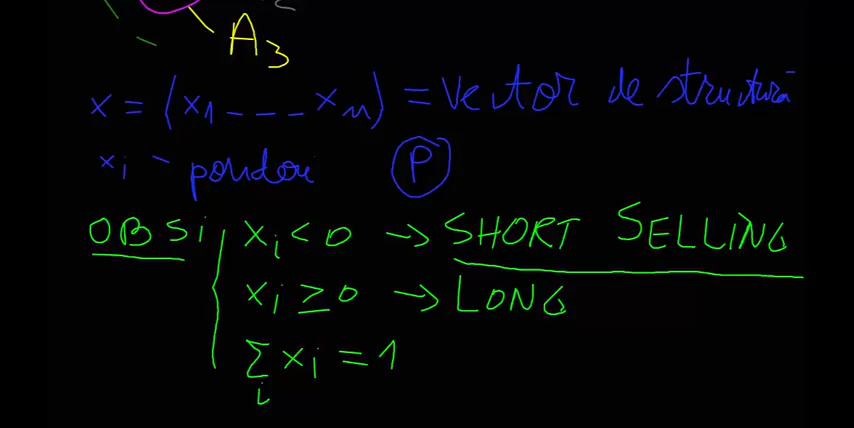 A3
x = (x1 ---- xn) = Vector de structură
xi - ponderi (P)
OBSi { xi < 0 → SHORT SELLING
xi ≥ 0 → LONG
∑i xi = 1